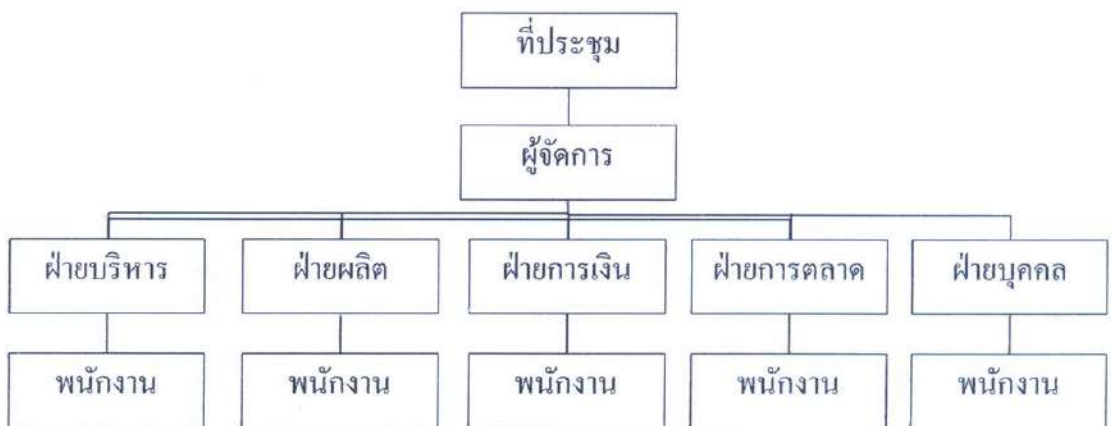 ที่ประชุม
ผู้จัดการ
ฝ่ายบริหาร ฝ่ายผลิต ฝ่ายการเงิน ฝ่ายการตลาด ฝ่ายบุคคล
พนักงาน พนักงาน พนักงาน พนักงาน พนักงาน